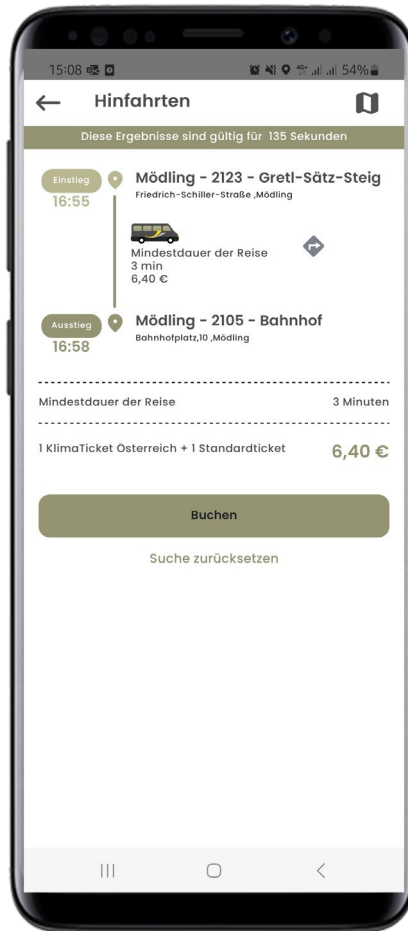 15:08
54%
Hinfahrten
Diese Ergebnisse sind gültig für 135 Sekunden
Einstieg
16:55
Mödling - 2123 - Gretl-Sätz-Steig
Friedrich-Schiller-Straße ,Mödling
Mindestdauer der Reise
3 min
6,40 €
Ausstieg
16:58
Mödling - 2105 - Bahnhof
Bahnhofplatz,10 ,Mödling
Mindestdauer der Reise 3 Minuten
1 KlimaTicket Österreich + 1 Standardticket 6,40 €
Buchen
Suche zurücksetzen